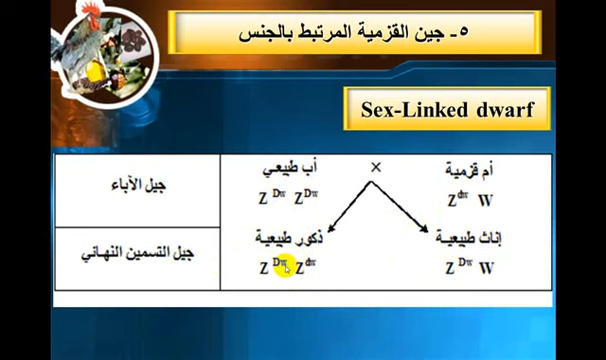 ٥- جين القزمية المرتبط بالجنس
Sex-Linked dwarf
أم قزمية × أب طبيعي جيل الآباء
Z^Dw Z^Dw Z^dw W
إناث طبيعية ذكور طبيعية جيل التسمين النهائي
Z^Dw Z^dw Z^Dw W